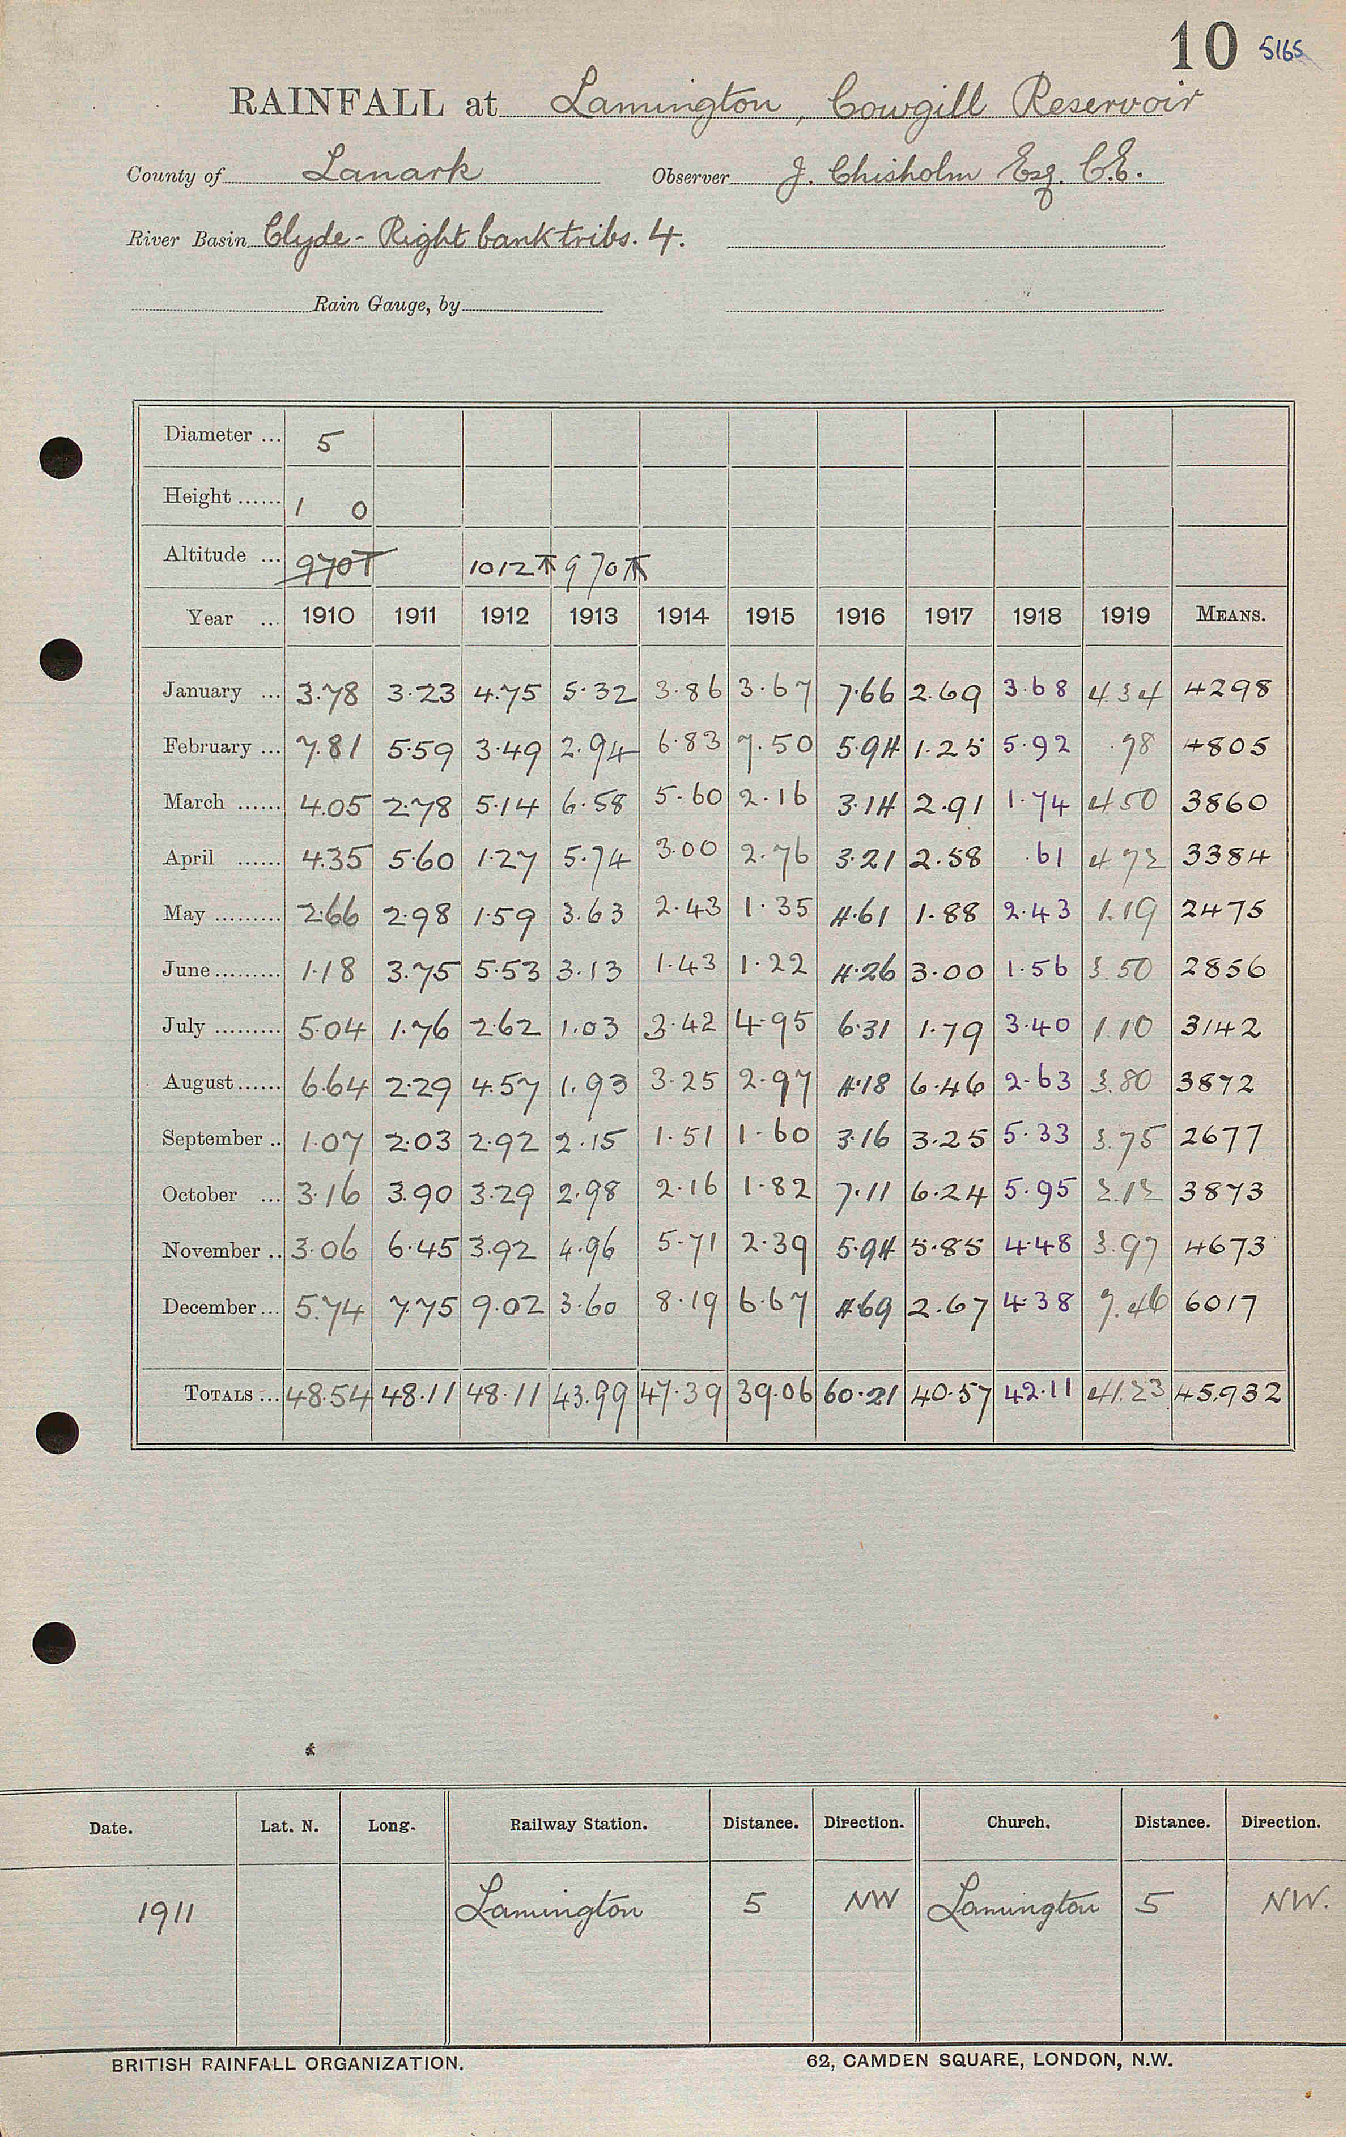 10 5165
RAINFALL at Lamington, Cowgill Reservoir
County of Lanark Observer J. Chisholm Esq. C.E.
River Basin Clyde - Right bank tribs. 4.
Rain Gauge, by
Diameter ... 5
Height ...... 1 0
Altitude ... 970T 1012T 970T
Year ... 1910 1911 1912 1913 1914 1915 1916 1917 1918 1919 MEANS.
January ... 3.78 3.23 4.75 5.32 3.86 3.67 7.66 2.69 3.68 4.34 4298
February ... 7.81 5.59 3.49 2.94 6.83 7.50 5.94 1.25 5.92 .78 4805
March ...... 4.05 2.78 5.14 6.58 5.60 2.16 3.14 2.91 1.74 4.50 3860
April ...... 4.35 5.60 1.27 5.74 3.00 2.76 3.21 2.58 .61 4.72 3384
May ......... 2.66 2.98 1.59 3.63 2.43 1.35 4.61 1.88 2.43 1.19 2475
June ......... 1.18 3.75 5.53 3.13 1.43 1.22 4.26 3.00 1.56 3.50 2856
July ......... 5.04 1.76 2.62 1.03 3.42 4.95 6.31 1.79 3.40 1.10 3142
August ...... 6.64 2.29 4.57 1.93 3.25 2.97 4.18 6.46 2.63 3.80 3872
September .. 1.07 2.03 2.92 2.15 1.51 1.60 3.16 3.25 5.33 3.75 2677
October ... 3.16 3.90 3.29 2.98 2.16 1.82 7.11 6.24 5.95 2.12 3873
November .. 3.06 6.45 3.92 4.96 5.71 2.39 5.94 5.85 4.48 3.97 4673
December ... 5.74 7.75 9.02 3.60 8.19 6.67 4.69 2.67 4.38 7.46 6017
TOTALS ... 48.54 48.11 48.11 43.99 47.39 39.06 60.21 40.57 42.11 41.23 45.932
Date. Lat. N. Long. Railway Station. Distance. Direction. Church. Distance. Direction.
1911 Lamington 5 NW Lamington 5 NW.
BRITISH RAINFALL ORGANIZATION. 62, CAMDEN SQUARE, LONDON, N.W.